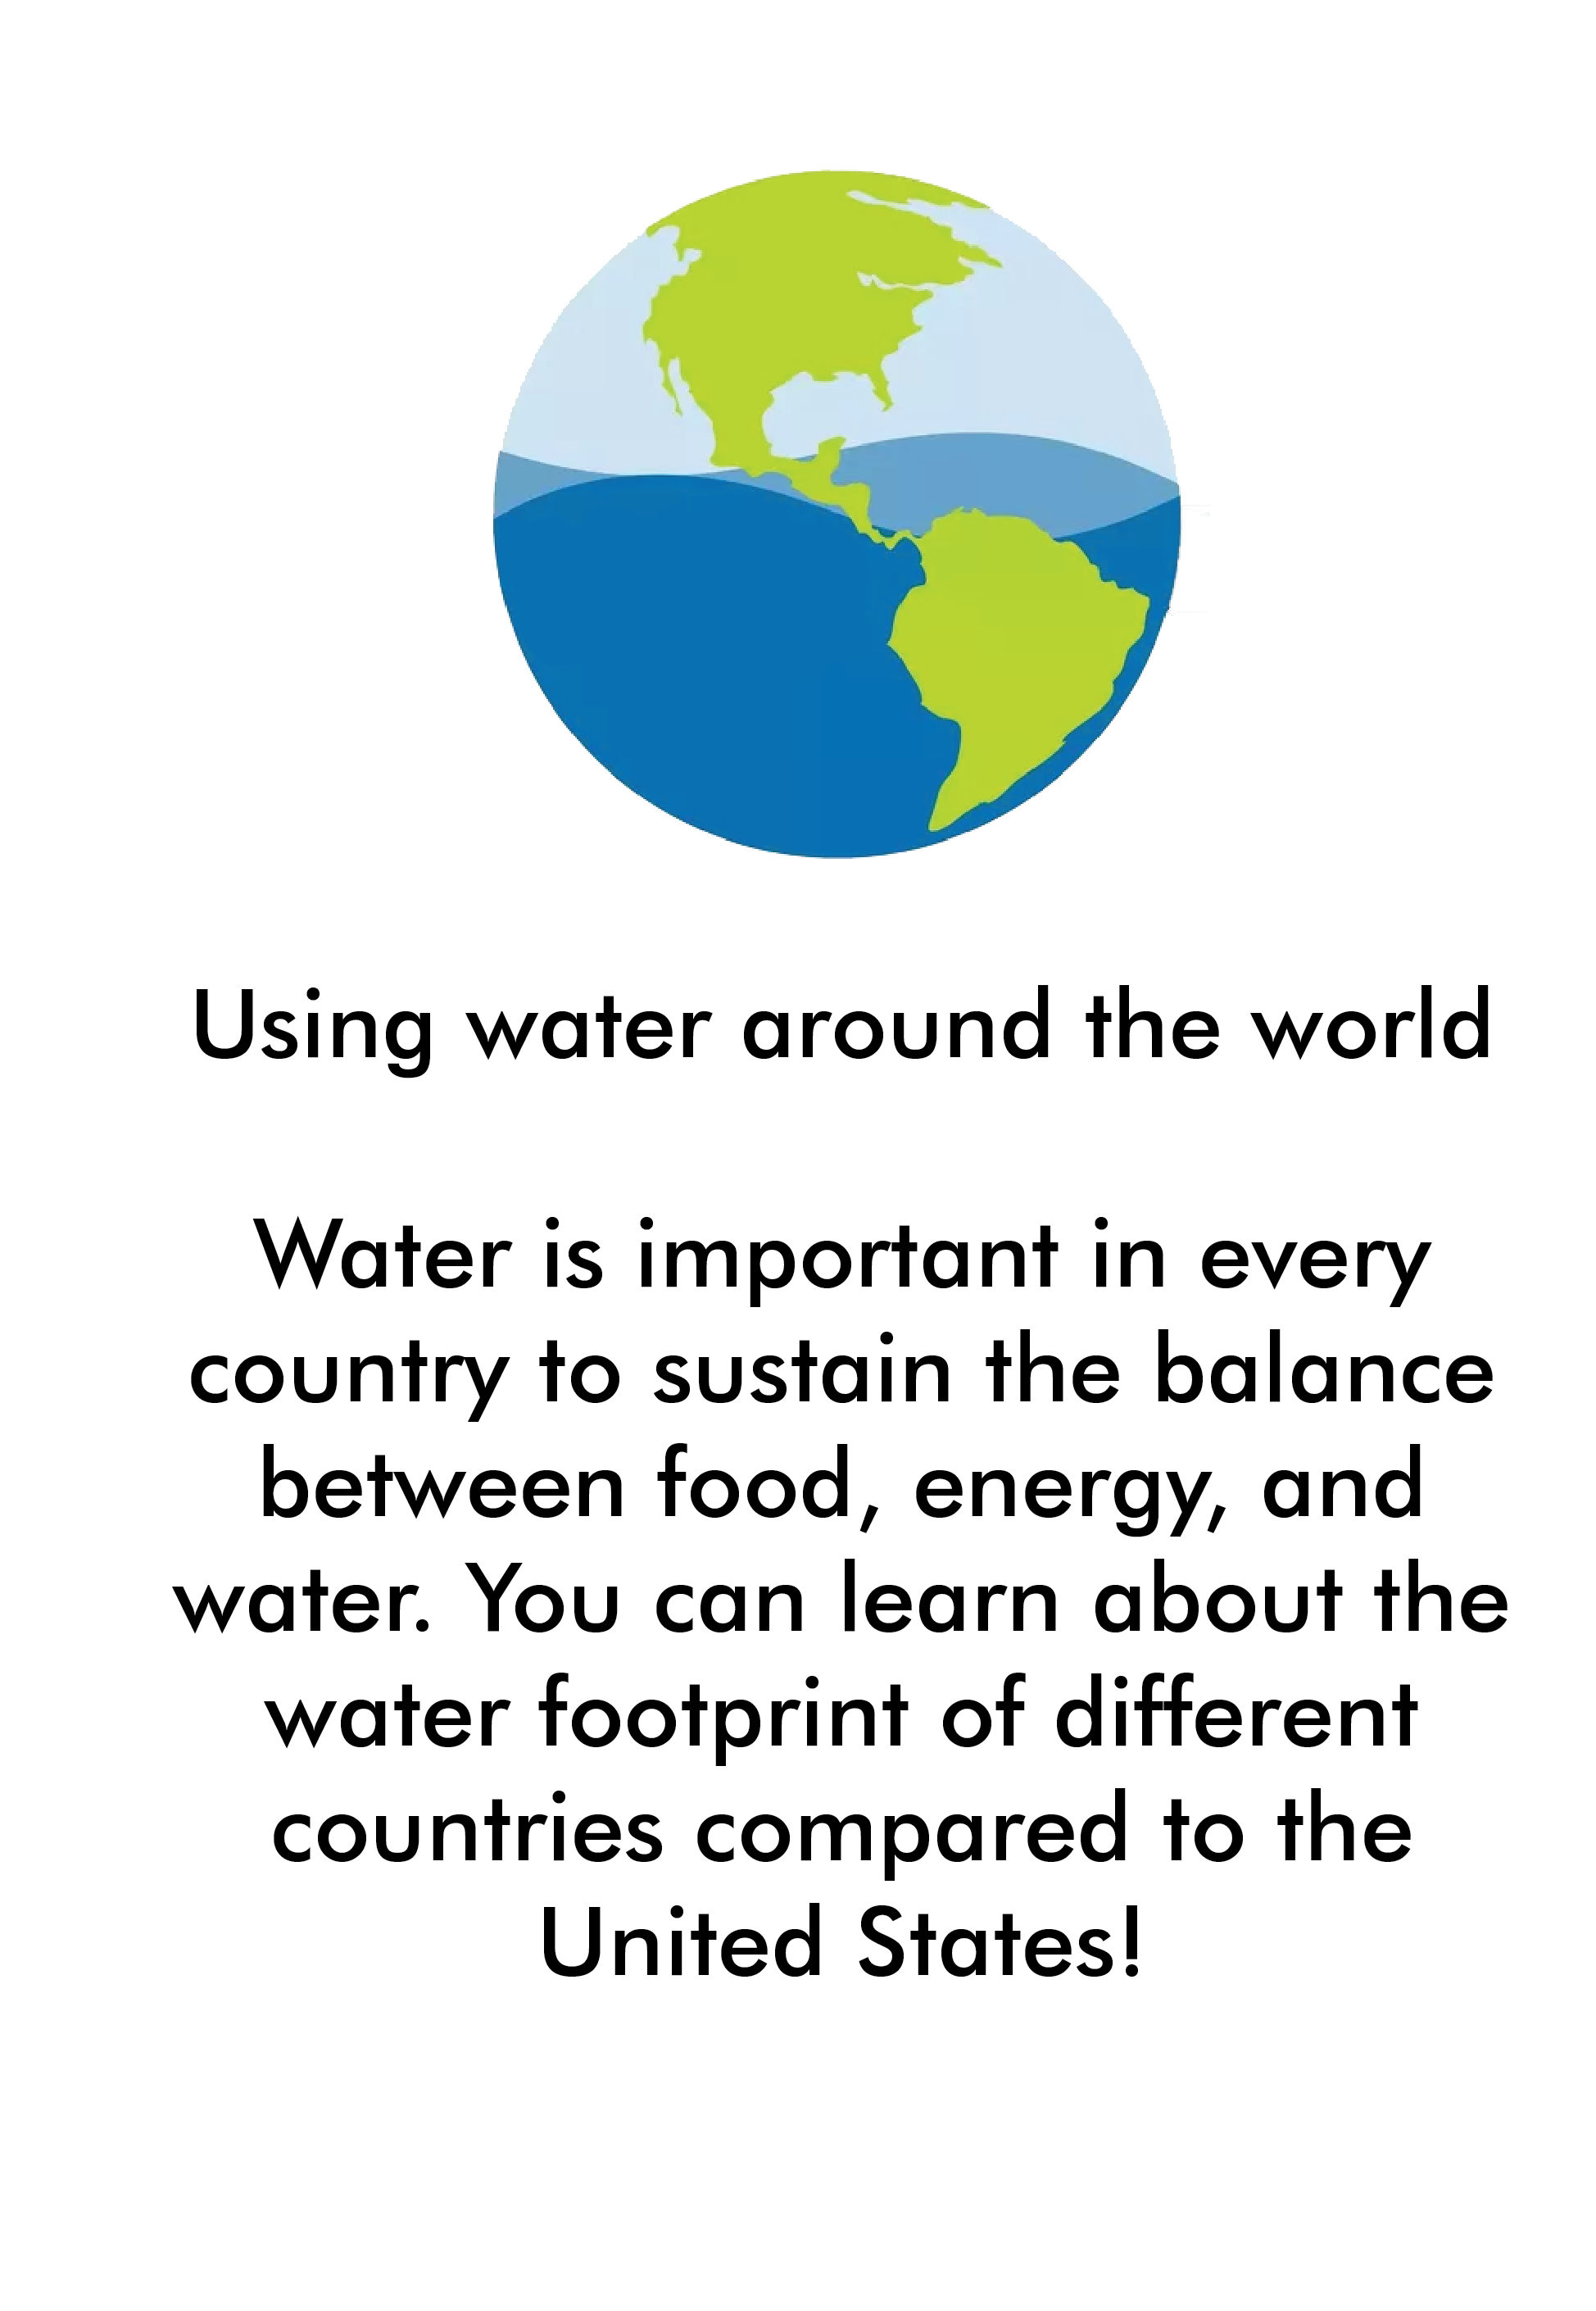 Using water around the world
Water is important in every
country to sustain the balance
between food, energy, and
water. You can learn about the
water footprint of different
countries compared to the
United States!